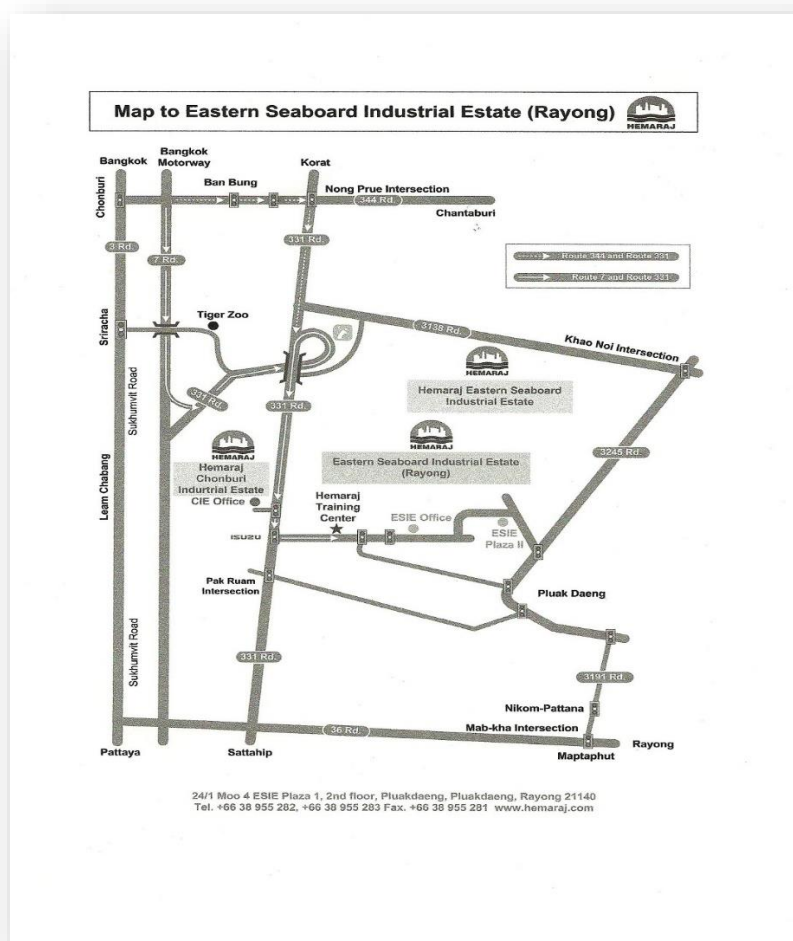 Map to Eastern Seaboard Industrial Estate (Rayong)
HEMARAJ
Bangkok
Bangkok
Motorway
Korat
Chonburi
Ban Bung
Nong Prue Intersection
344 Rd.
Chantaburi
3 Rd.
7 Rd.
331 Rd.
Route 344 and Route 331
Route 7 and Route 331
Sriracha
Tiger Zoo
3138 Rd.
Khao Noi Intersection
HEMARAJ
Hemaraj Eastern Seaboard
Industrial Estate
Sukhumvit Road
331 Rd.
331 Rd.
3245 Rd.
HEMARAJ
Hemaraj
Chonburi
Indurtrial Estate
CIE Office
HEMARAJ
Eastern Seaboard Industrial Estate
(Rayong)
Leam Chabang
Hemaraj
Training
Center
ESIE Office
ESIE
Plaza II
ISUZU
Pak Ruam
Intersection
Pluak Daeng
Sukhumvit Road
331 Rd.
3191 Rd.
Nikom-Pattana
Mab-kha Intersection
36 Rd.
Pattaya
Sattahip
Maptaphut
Rayong
24/1 Moo 4 ESIE Plaza 1, 2nd floor, Pluakdaeng, Pluakdaeng, Rayong 21140
Tel. +66 38 955 282, +66 38 955 283 Fax. +66 38 955 281 www.hemaraj.com